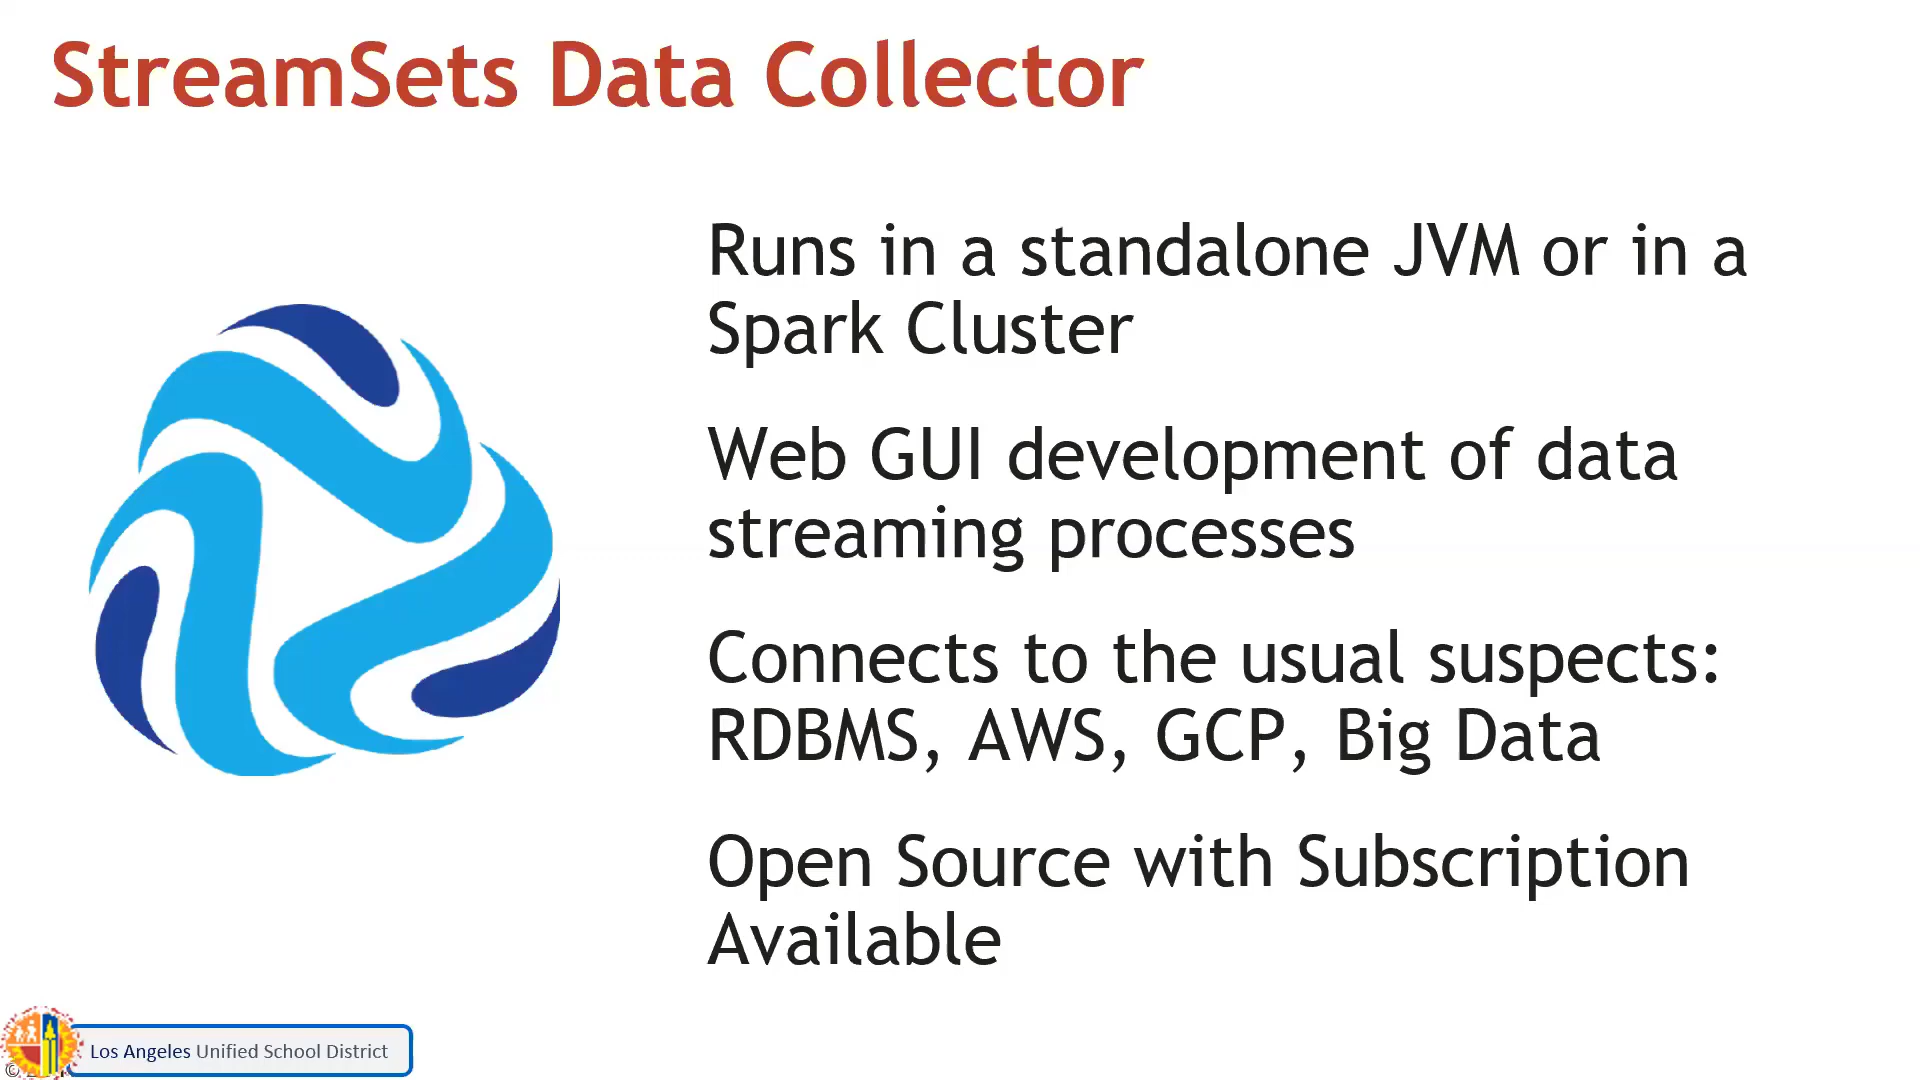 StreamSets Data Collector
Runs in a standalone JVM or in a
Spark Cluster
Web GUI development of data
streaming processes
Connects to the usual suspects:
RDBMS, AWS, GCP, Big Data
Open Source with Subscription
Available
Los Angeles Unified School District
©